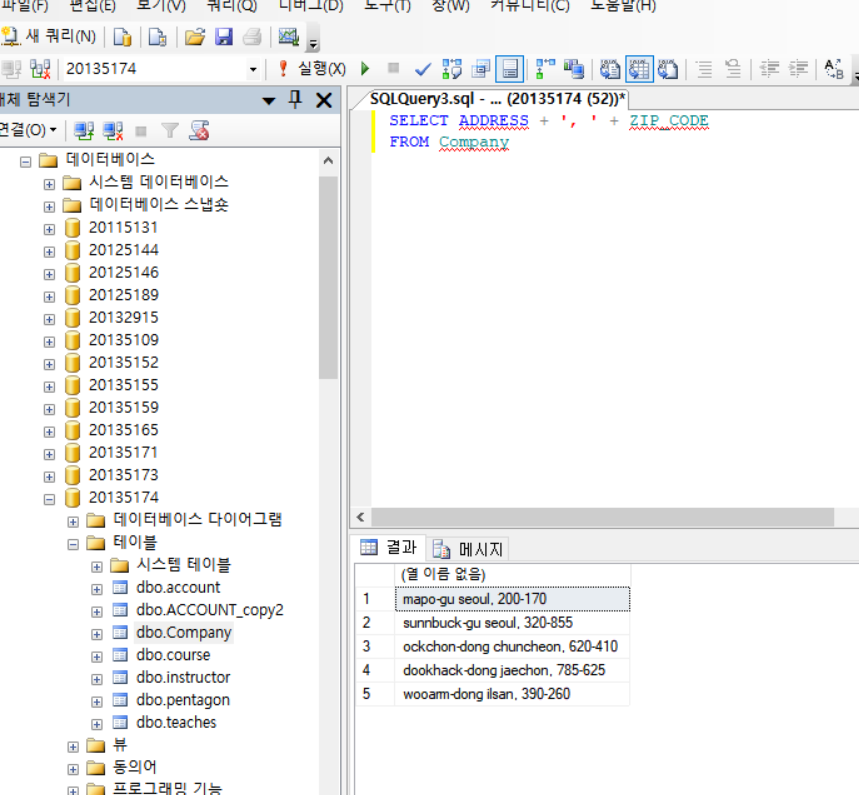 파일(F) 편집(E) 보기(V) 쿼리(Q) 디버그(D) 도구(T) 창(W) 커뮤니티(C) 도움말(H)
새 쿼리(N)
20135174 실행(X)
개체 탐색기
연결(O)
데이터베이스
시스템 데이터베이스
데이터베이스 스냅숏
20115131
20125144
20125146
20125189
20132915
20135109
20135152
20135155
20135159
20135165
20135171
20135173
20135174
데이터베이스 다이어그램
테이블
시스템 테이블
dbo.account
dbo.ACCOUNT_copy2
dbo.Company
dbo.course
dbo.instructor
dbo.pentagon
dbo.teaches
뷰
동의어
프로그래밍 기능
SQLQuery3.sql - ... (20135174 (52))*
SELECT ADDRESS + ', ' + ZIP_CODE
FROM Company
결과 메시지
(열 이름 없음)
1 mapo-gu seoul, 200-170
2 sunnbuck-gu seoul, 320-855
3 ockchon-dong chuncheon, 620-410
4 dookhack-dong jaechon, 785-625
5 wooarm-dong ilsan, 390-260